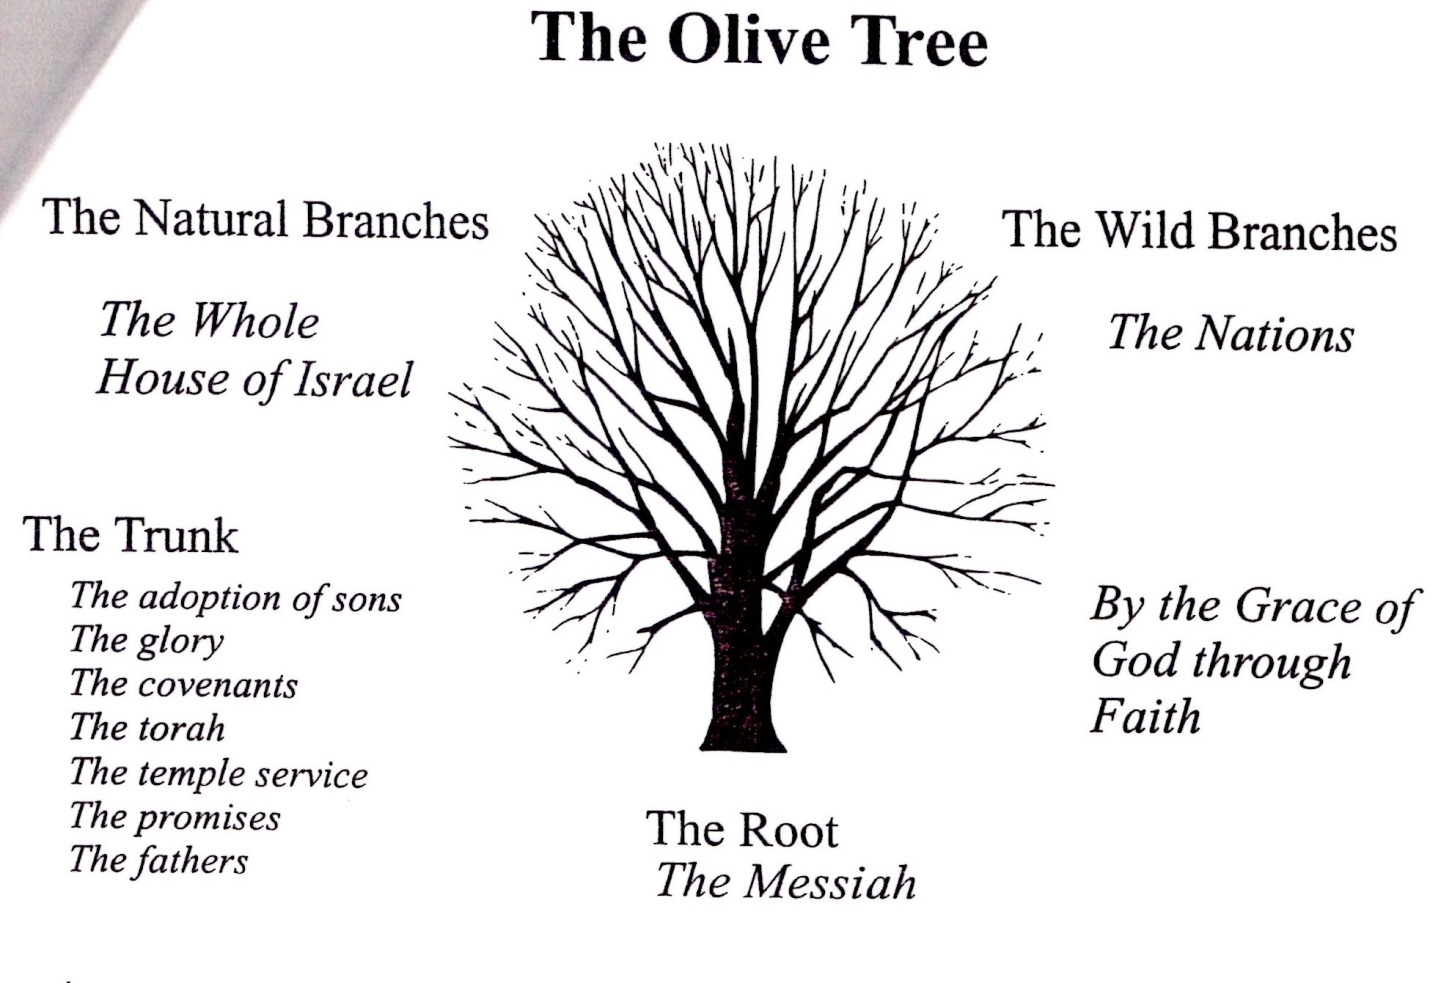 The Olive Tree
The Natural Branches
The Whole
House of Israel
The Wild Branches
The Nations
The Trunk
The adoption of sons
The glory
The covenants
The torah
The temple service
The promises
The fathers
By the Grace of
God through
Faith
The Root
The Messiah